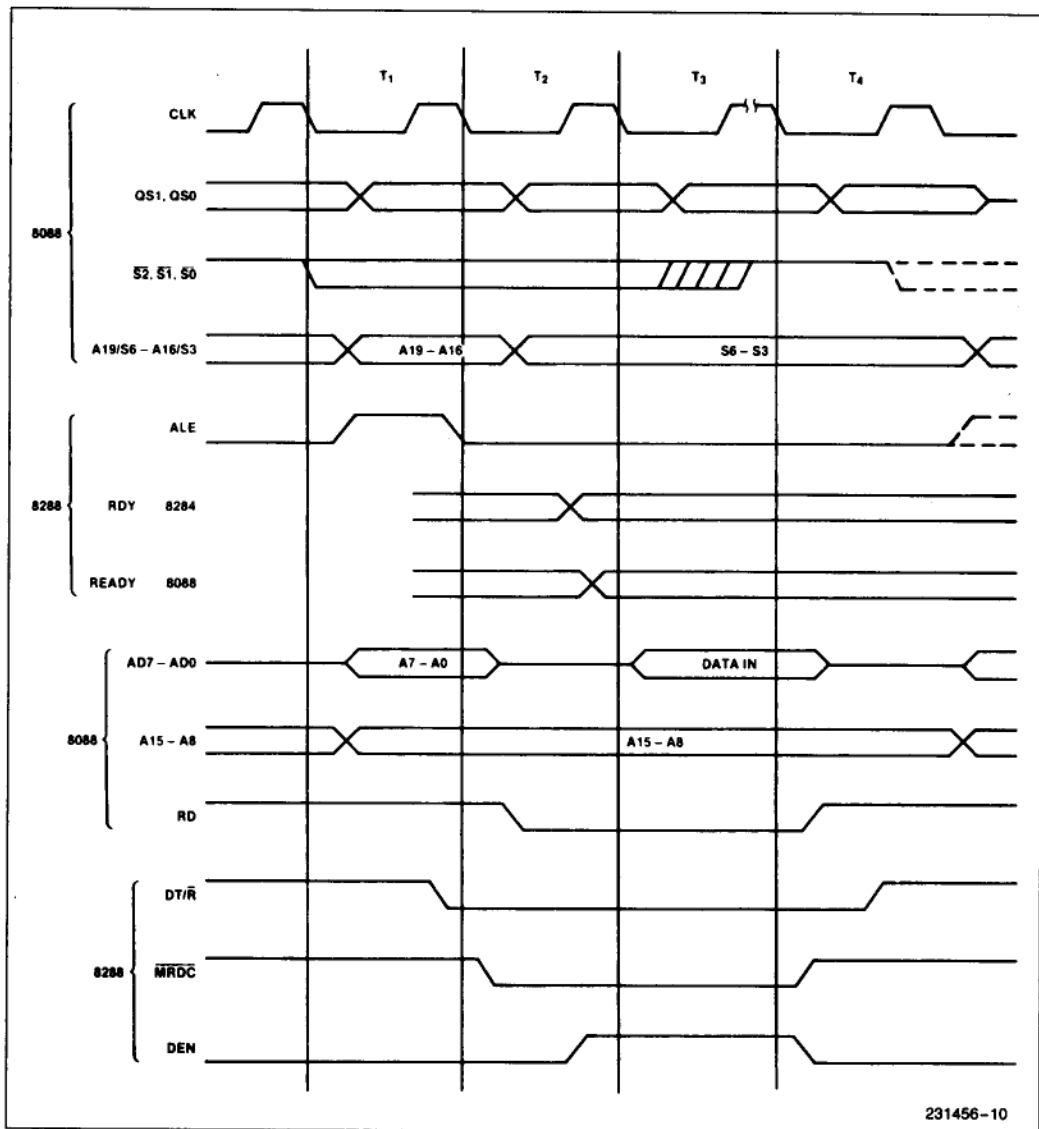 T1 T2 T3 T4
CLK
QS1, QS0
8088
S2, S1, S0
A19/S6 – A16/S3 A19 – A16 S6 – S3
ALE
8288 RDY 8284
READY 8088
AD7 – AD0 A7 – A0 DATA IN
8088 A15 – A8 A15 – A8
RD
DT/R
8288 MRDC
DEN
231456–10